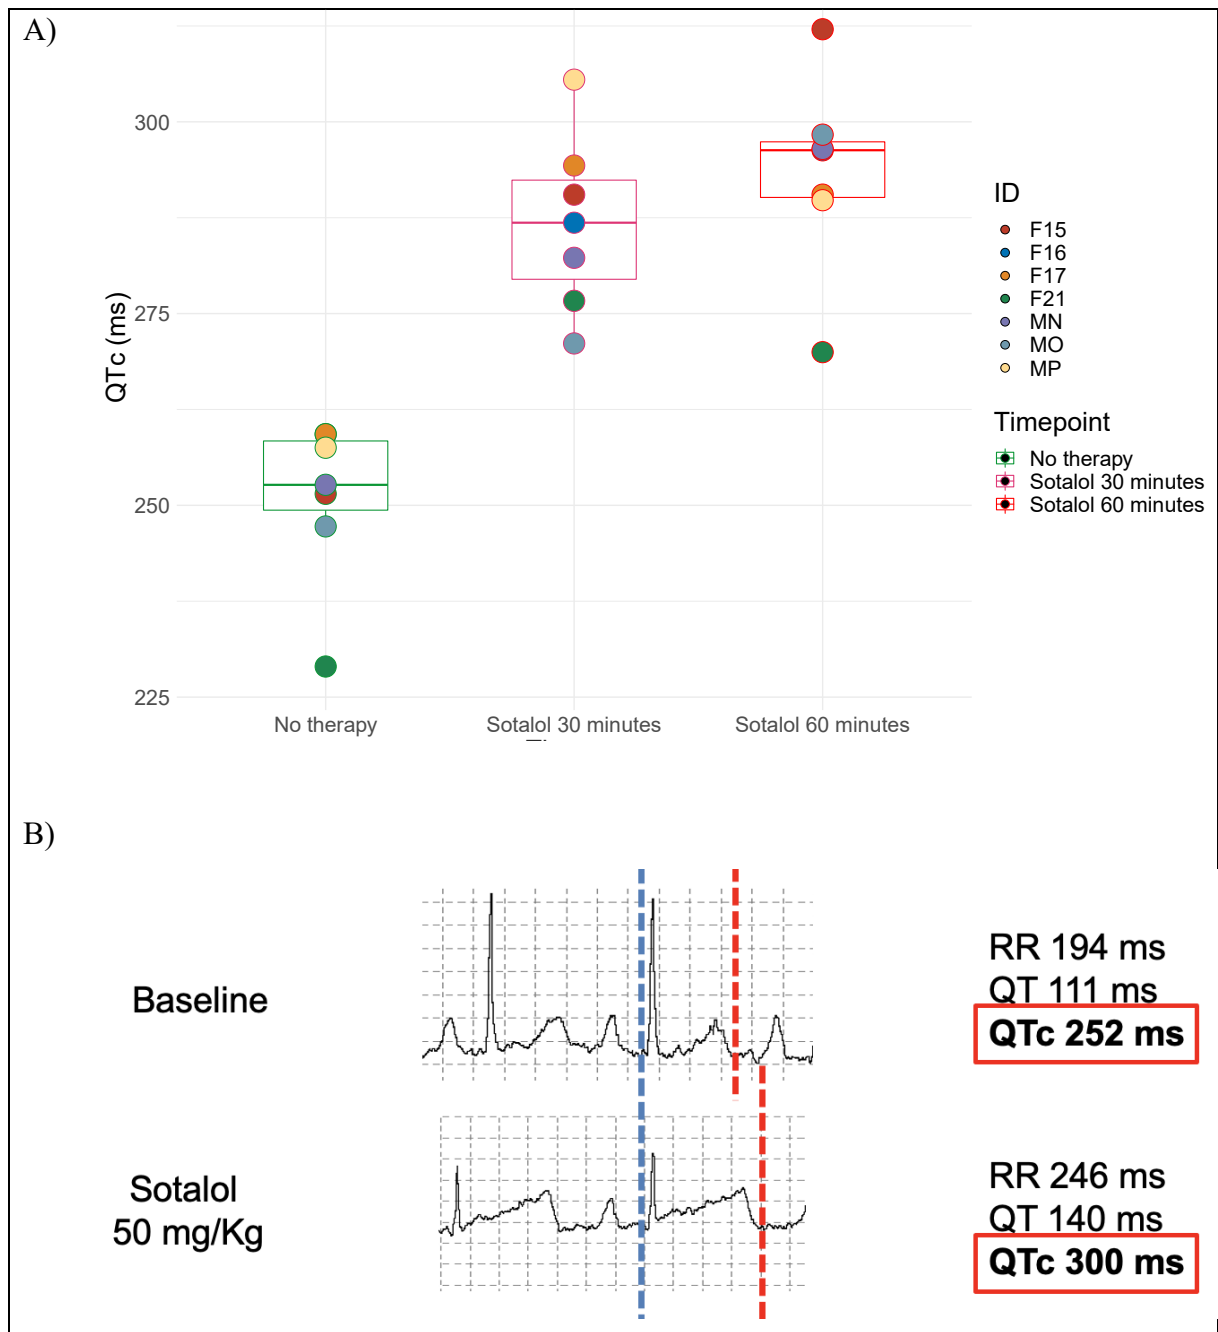 A)
300
275
250
225
QTc (ms)
No therapy
Sotalol 30 minutes
Sotalol 60 minutes
ID
F15
F16
F17
F21
MN
MO
MP
Timepoint
No therapy
Sotalol 30 minutes
Sotalol 60 minutes
B)
Baseline
RR 194 ms
QT 111 ms
QTc 252 ms
Sotalol
50 mg/Kg
RR 246 ms
QT 140 ms
QTc 300 ms